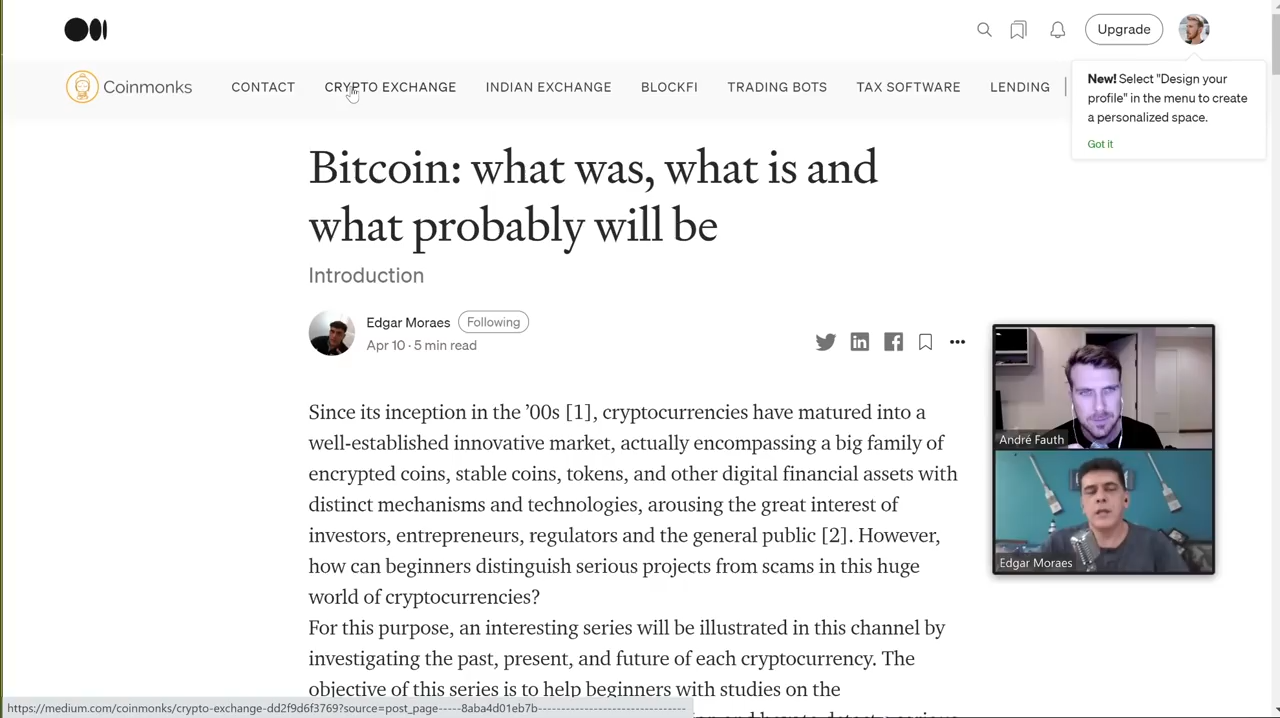 Upgrade
Coinmonks
CONTACT
CRYPTO EXCHANGE
INDIAN EXCHANGE
BLOCKFI
TRADING BOTS
TAX SOFTWARE
LENDING
New! Select "Design your
profile" in the menu to create
a personalized space.
Got it
Bitcoin: what was, what is and
what probably will be
Introduction
Edgar Moraes
Following
Apr 10 · 5 min read
Since its inception in the ’00s [1], cryptocurrencies have matured into a
well-established innovative market, actually encompassing a big family of
encrypted coins, stable coins, tokens, and other digital financial assets with
distinct mechanisms and technologies, arousing the great interest of
investors, entrepreneurs, regulators and the general public [2]. However,
how can beginners distinguish serious projects from scams in this huge
world of cryptocurrencies?
For this purpose, an interesting series will be illustrated in this channel by
investigating the past, present, and future of each cryptocurrency. The
objective of this series is to help beginners with studies on the
André Fauth
Edgar Moraes
https://medium.com/coinmonks/crypto-exchange-dd2f9d6f3769?source=post_page-----8aba4d01eb7b--------------------------------